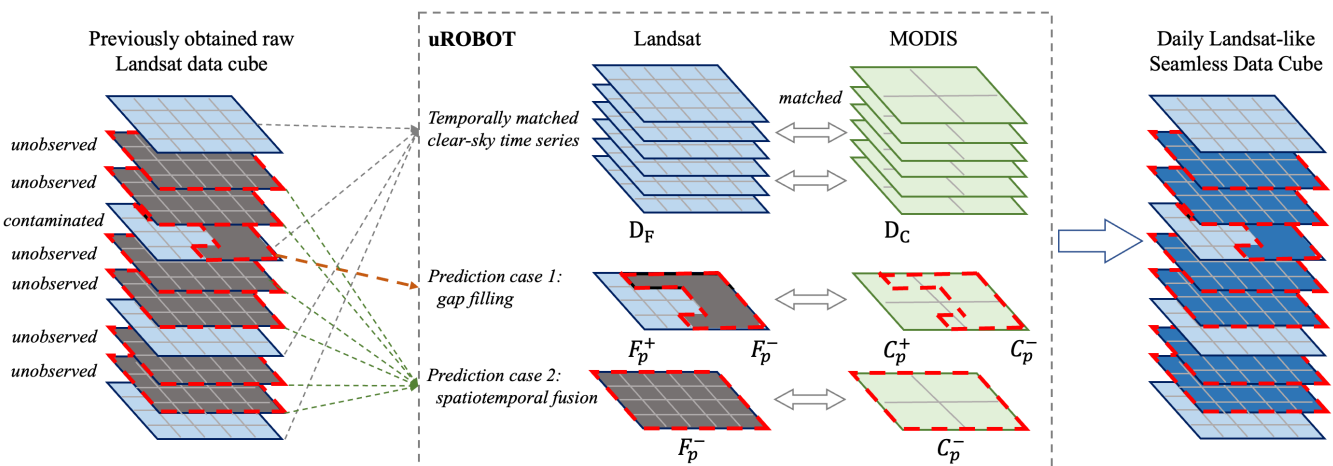 Previously obtained raw
Landsat data cube
unobserved
unobserved
contaminated
unobserved
unobserved
unobserved
unobserved
uROBOT
Landsat
MODIS
Temporally matched
clear-sky time series
matched
D_F
D_C
Prediction case 1:
gap filling
F_p^+
F_p^-
C_p^+
C_p^-
Prediction case 2:
spatiotemporal fusion
F_p^-
C_p^-
Daily Landsat-like
Seamless Data Cube